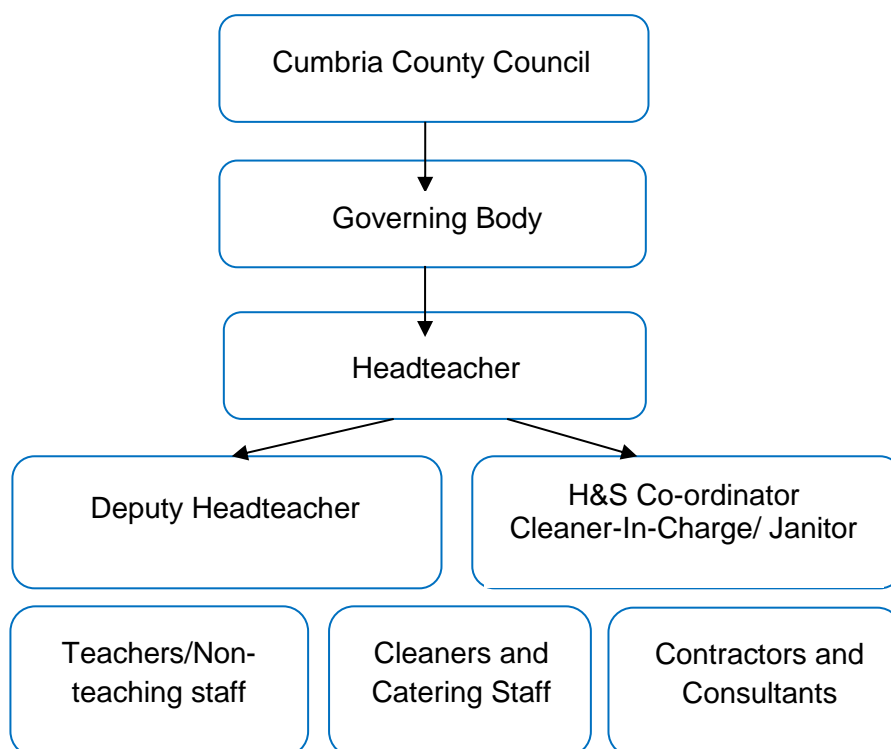 Cumbria County Council
Governing Body
Headteacher
Deputy Headteacher
H&S Co-ordinator
Cleaner-In-Charge/ Janitor
Teachers/Non-
teaching staff
Cleaners and
Catering Staff
Contractors and
Consultants